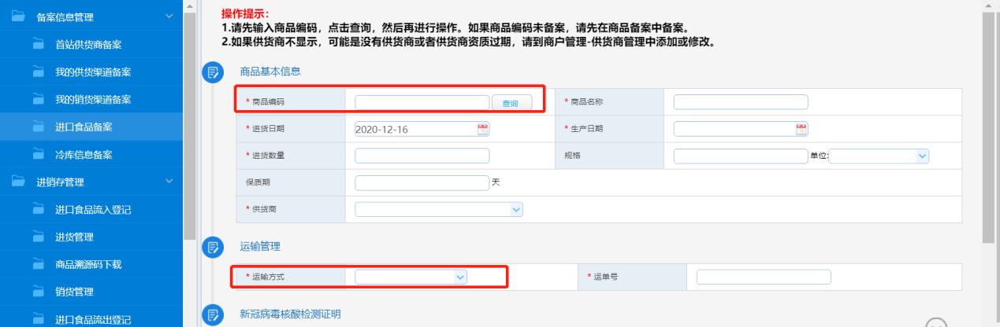 备案信息管理
首站供货商备案
我的供货渠道备案
我的销货渠道备案
进口食品备案
冷库信息备案
进销存管理
进口食品流入登记
进货管理
商品溯源码下载
销货管理
进口食品流出登记
操作提示：
1.请先输入商品编码，点击查询，然后再进行操作。如果商品编码未备案，请先在商品备案中备案。
2.如果供货商不显示，可能是没有供货商或者供货商资质过期，请到商户管理-供货商管理中添加或修改。
商品基本信息
* 商品编码 查询 * 商品名称
* 进货日期 2020-12-16 * 生产日期
* 进货数量 规格 单位:
保质期 天
* 供货商
运输管理
* 运输方式 * 运单号
新冠病毒核酸检测证明